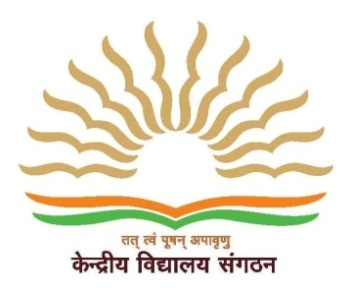 तत् त्वं पूषन् अपावृणु
केन्द्रीय विद्यालय संगठन